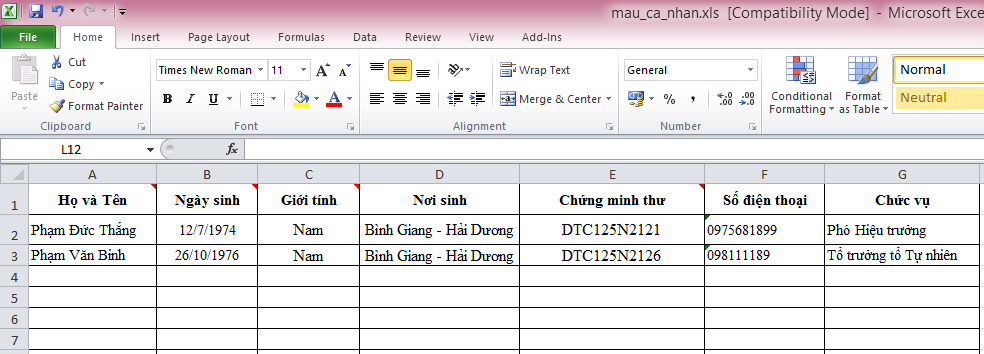 mau_ca_nhan.xls [Compatibility Mode] - Microsoft Exce
File Home Insert Page Layout Formulas Data Review View Add-Ins
Paste
Cut
Copy
Format Painter
Clipboard
Times New Roman 11 A A
B I U A
Font
Wrap Text
Merge & Center
Alignment
General
% , .0 .00 .00 .0
Number
Conditional Formatting
Format as Table
Normal
Neutral
L12 fx
A B C D E F G
1 Họ và Tên Ngày sinh Giới tính Nơi sinh Chứng minh thư Số điện thoại Chức vụ
2 Phạm Đức Thắng 12/7/1974 Nam Bình Giang - Hải Dương DTC125N2121 0975681899 Phó Hiệu trưởng
3 Phạm Văn Bính 26/10/1976 Nam Bình Giang - Hải Dương DTC125N2126 098111189 Tổ trưởng tổ Tự nhiên
4
5
6
7